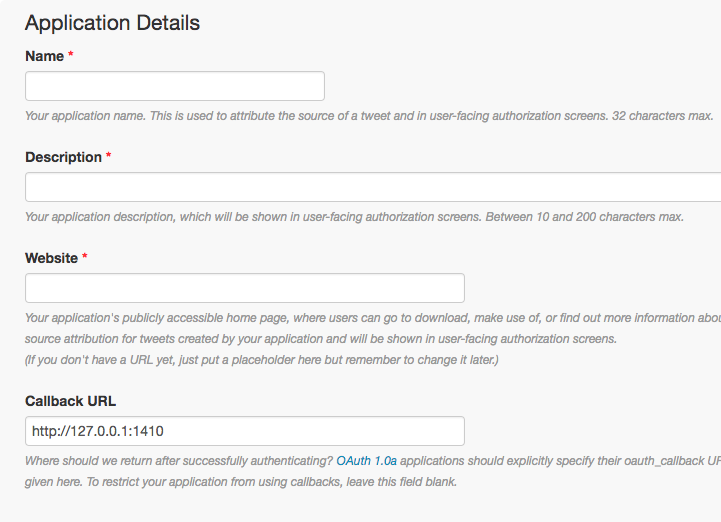 Application Details
Name *
Your application name. This is used to attribute the source of a tweet and in user-facing authorization screens. 32 characters max.
Description *
Your application description, which will be shown in user-facing authorization screens. Between 10 and 200 characters max.
Website *
Your application's publicly accessible home page, where users can go to download, make use of, or find out more information abou
source attribution for tweets created by your application and will be shown in user-facing authorization screens.
(If you don't have a URL yet, just put a placeholder here but remember to change it later.)
Callback URL
http://127.0.0.1:1410
Where should we return after successfully authenticating? OAuth 1.0a applications should explicitly specify their oauth_callback UR
given here. To restrict your application from using callbacks, leave this field blank.